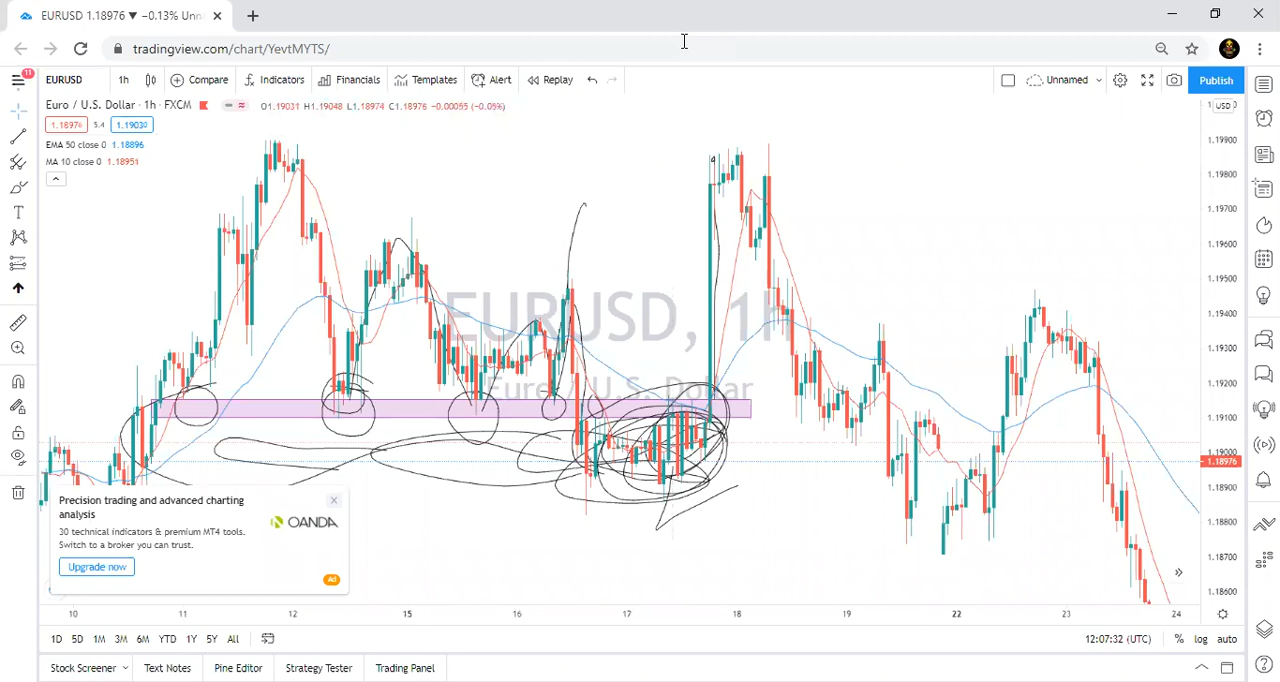 EURUSD 1.18976 ▼ −0.13% Unn
tradingview.com/chart/YevtMYTS/
11
EURUSD 1h Compare Indicators Financials Templates Alert Replay Unnamed Publish
Euro / U.S. Dollar · 1h · FXCM O1.19031 H1.19048 L1.18974 C1.18976 −0.00055 (−0.05%)
USD
1.18976 5.4 1.19030
EMA 50 close 0 1.18896
MA 10 close 0 1.18951
1.19900
1.19800
1.19700
1.19600
1.19500
1.19400
1.19300
1.19200
1.19100
1.19000
1.18976
1.18900
1.18800
1.18700
1.18600
EURUSD, 1h
Euro / U.S. Dollar
Precision trading and advanced charting
analysis
30 technical indicators & premium MT4 tools.
Switch to a broker you can trust.
OANDA
Upgrade now
Ad
10 11 12 15 16 17 18 19 22 23 24
1D 5D 1M 3M 6M YTD 1Y 5Y All 12:07:32 (UTC) % log auto
Stock Screener Text Notes Pine Editor Strategy Tester Trading Panel